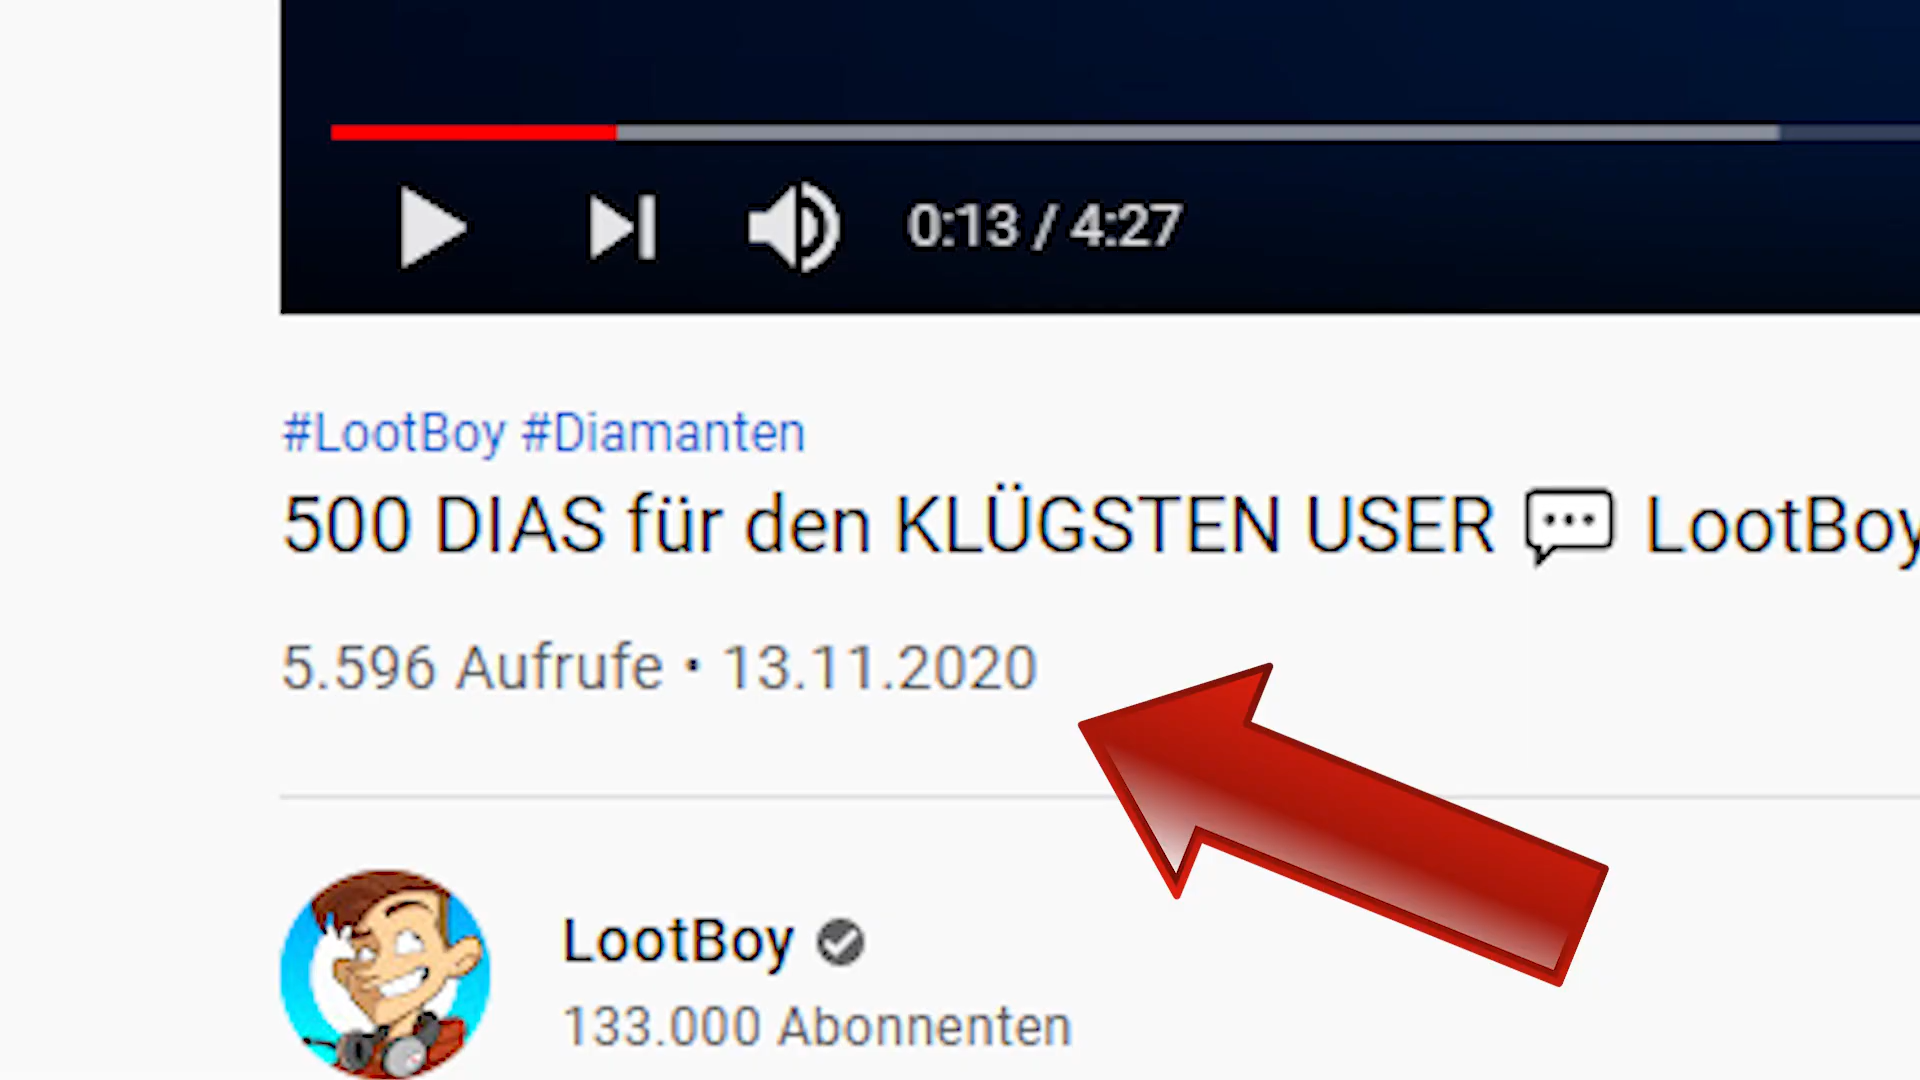 0:13 / 4:27
#LootBoy #Diamanten
500 DIAS für den KLÜGSTEN USER 💬 LootBoy
5.596 Aufrufe • 13.11.2020
LootBoy
133.000 Abonnenten